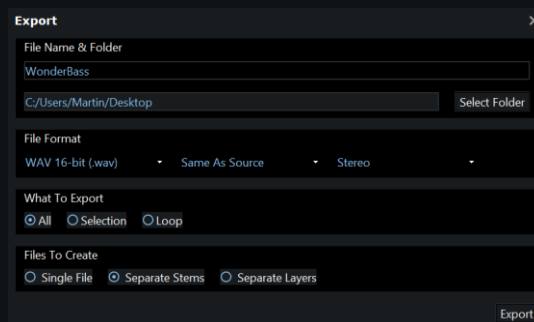 Export
File Name & Folder
WonderBass
C:/Users/Martin/Desktop Select Folder
File Format
WAV 16-bit (.wav) Same As Source Stereo
What To Export
All Selection Loop
Files To Create
Single File Separate Stems Separate Layers
Export